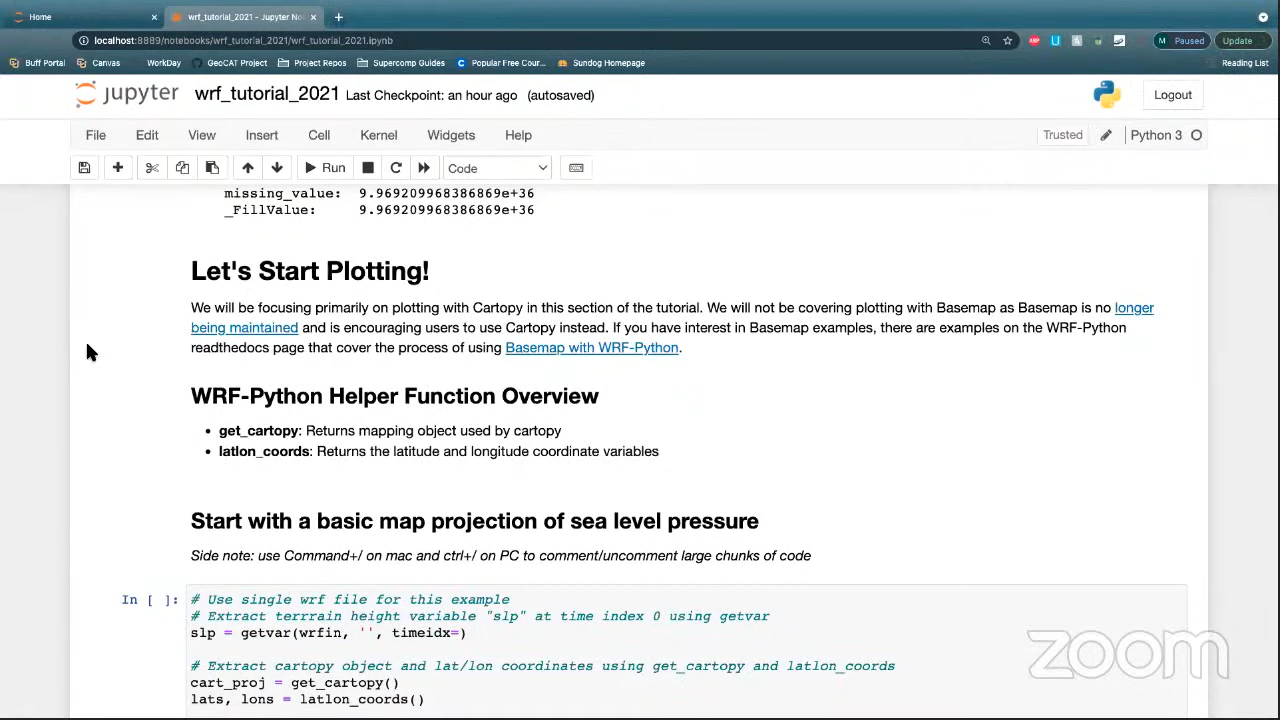 Home
wrf_tutorial_2021 - Jupyter No
localhost:8889/notebooks/wrf_tutorial_2021/wrf_tutorial_2021.ipynb
ABP
M Paused
Update
Buff Portal
Canvas
WorkDay
GeoCAT Project
Project Repos
Supercomp Guides
Popular Free Cour...
Sundog Homepage
Reading List
jupyter wrf_tutorial_2021 Last Checkpoint: an hour ago (autosaved)
Logout
File Edit View Insert Cell Kernel Widgets Help
Trusted
Python 3
Run
Code
missing_value: 9.969209968386869e+36
_FillValue: 9.969209968386869e+36
Let's Start Plotting!
We will be focusing primarily on plotting with Cartopy in this section of the tutorial. We will not be covering plotting with Basemap as Basemap is no longer
being maintained and is encouraging users to use Cartopy instead. If you have interest in Basemap examples, there are examples on the WRF-Python
readthedocs page that cover the process of using Basemap with WRF-Python.
WRF-Python Helper Function Overview
• get_cartopy: Returns mapping object used by cartopy
• latlon_coords: Returns the latitude and longitude coordinate variables
Start with a basic map projection of sea level pressure
Side note: use Command+/ on mac and ctrl+/ on PC to comment/uncomment large chunks of code
In [ ]:
# Use single wrf file for this example
# Extract terrrain height variable "slp" at time index 0 using getvar
slp = getvar(wrfin, '', timeidx=)
# Extract cartopy object and lat/lon coordinates using get_cartopy and latlon_coords
cart_proj = get_cartopy()
lats, lons = latlon_coords()
zoom